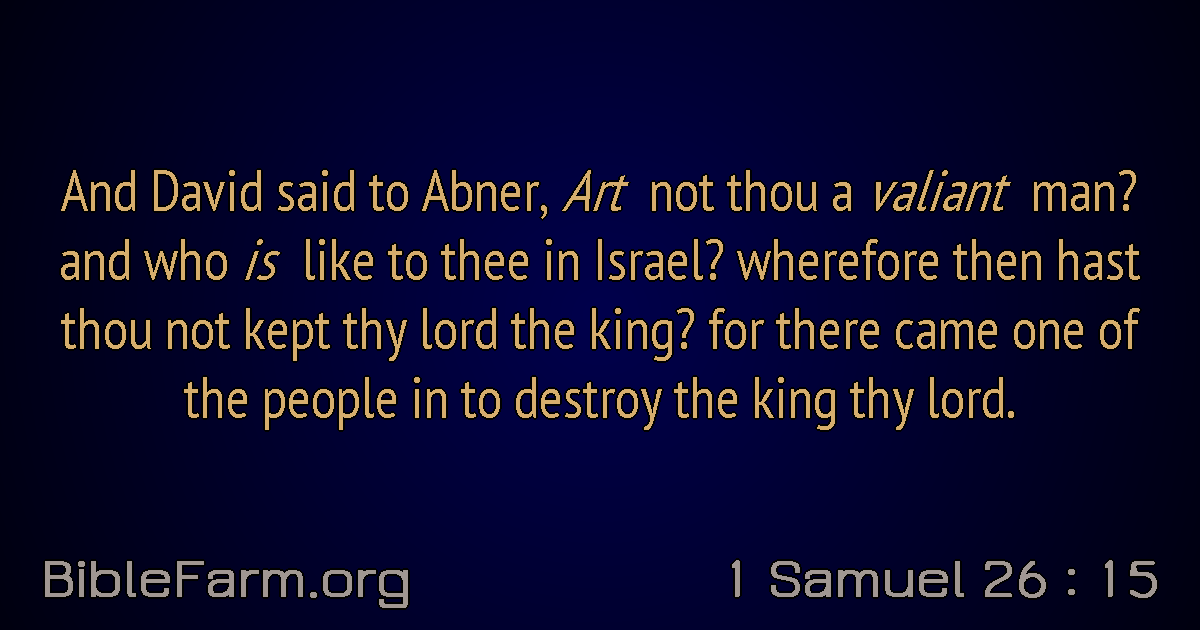 And David said to Abner, Art not thou a valiant man?
and who is like to thee in Israel? wherefore then hast
thou not kept thy lord the king? for there came one of
the people in to destroy the king thy lord.
BibleFarm.org
1 Samuel 26 : 15